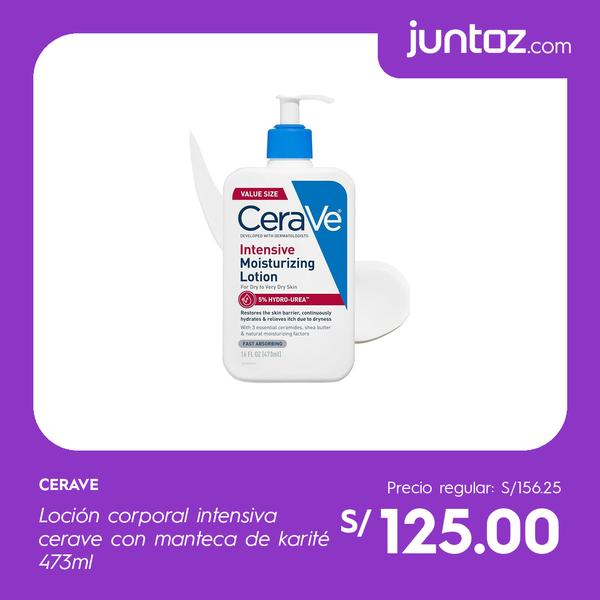 juntoz.com
VALUE SIZE
CeraVe®
DEVELOPED WITH DERMATOLOGISTS
Intensive
Moisturizing
Lotion
For Dry to Very Dry Skin
5% HYDRO-UREA™
Restores the skin barrier, continuously
hydrates & relieves itch due to dryness
With 3 essential ceramides, shea butter
& natural moisturizing factors
FAST ABSORBING
16 FL OZ (473ml)
CERAVE
Loción corporal intensiva
cerave con manteca de karité
473ml
Precio regular: S/156.25
S/ 125.00